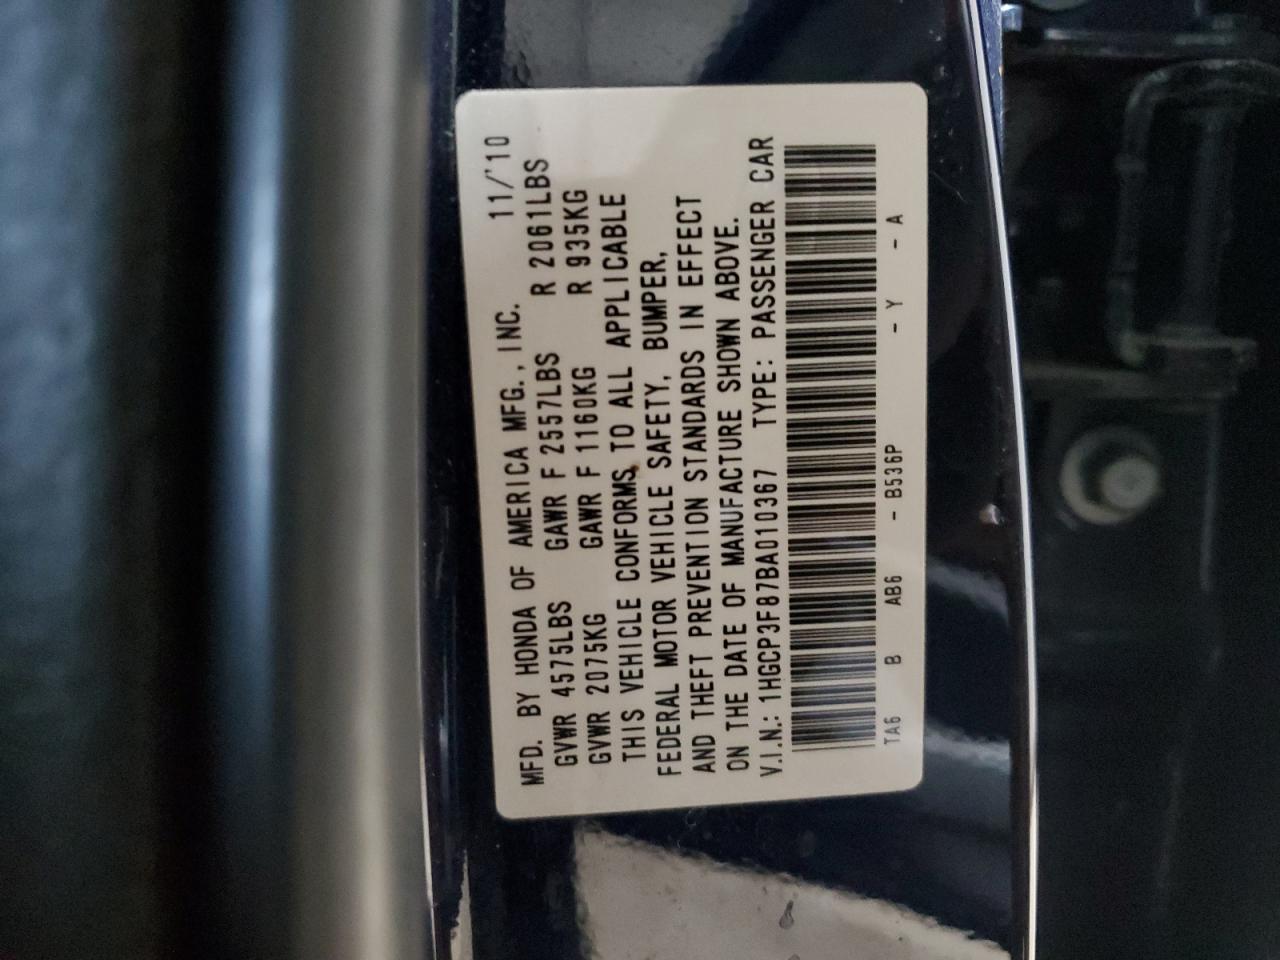 MFD. BY HONDA OF AMERICA MFG., INC. 11/'10
GVWR 4575LBS GAWR F 2557LBS R 2061LBS
GVWR 2075KG GAWR F 1160KG R 935KG
THIS VEHICLE CONFORMS TO ALL APPLICABLE
FEDERAL MOTOR VEHICLE SAFETY, BUMPER,
AND THEFT PREVENTION STANDARDS IN EFFECT
ON THE DATE OF MANUFACTURE SHOWN ABOVE.
V.I.N.: 1HGCP3F87BA010367 TYPE: PASSENGER CAR
TA6 B AB6 - B536P - Y - A